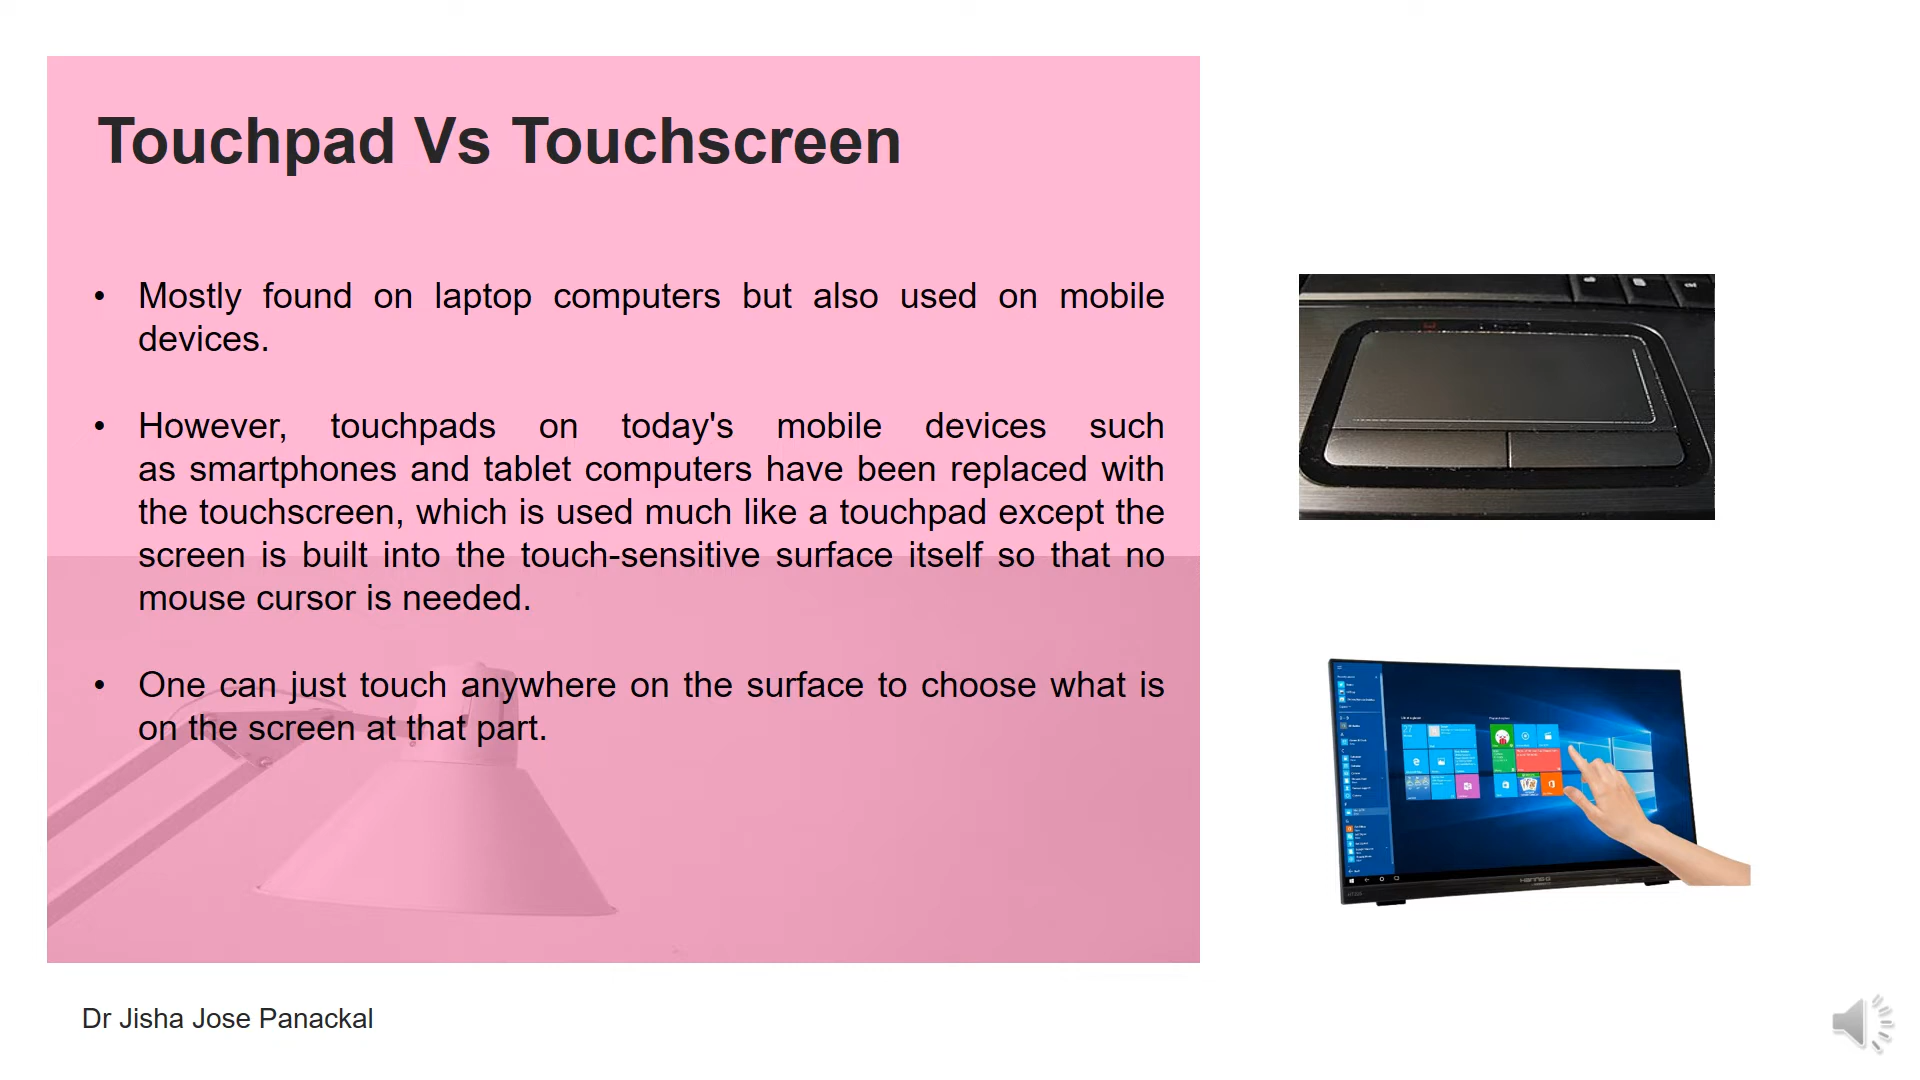 Touchpad Vs Touchscreen
• Mostly found on laptop computers but also used on mobile
devices.
• However, touchpads on today's mobile devices such
as smartphones and tablet computers have been replaced with
the touchscreen, which is used much like a touchpad except the
screen is built into the touch-sensitive surface itself so that no
mouse cursor is needed.
• One can just touch anywhere on the surface to choose what is
on the screen at that part.
Dr Jisha Jose Panackal